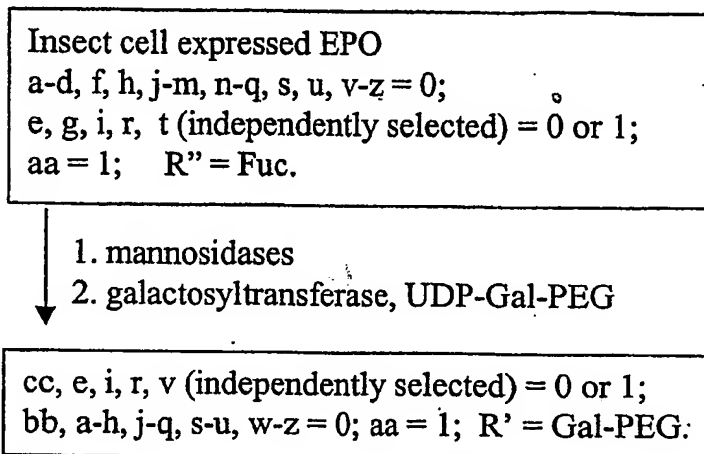 Insect cell expressed EPO
a-d, f, h, j-m, n-q, s, u, v-z = 0;
e, g, i, r, t (independently selected) = 0 or 1;
aa = 1; R” = Fuc.
1. mannosidases
2. galactosyltransferase, UDP-Gal-PEG
cc, e, i, r, v (independently selected) = 0 or 1;
bb, a-h, j-q, s-u, w-z = 0; aa = 1; R’ = Gal-PEG.